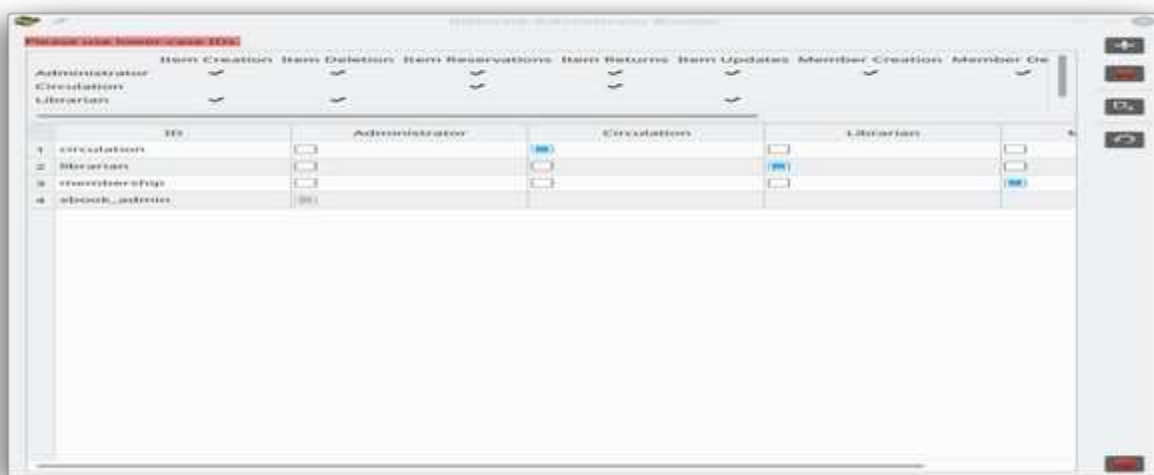 Please use lower-case IDs.
Item Creation Item Deletion Item Reservations Item Returns Item Updates Member Creation Member De
Administrator
Circulation
Librarian
ID Administrator Circulation Librarian
1 circulation
2 librarian
3 membership
4 xbook_admin